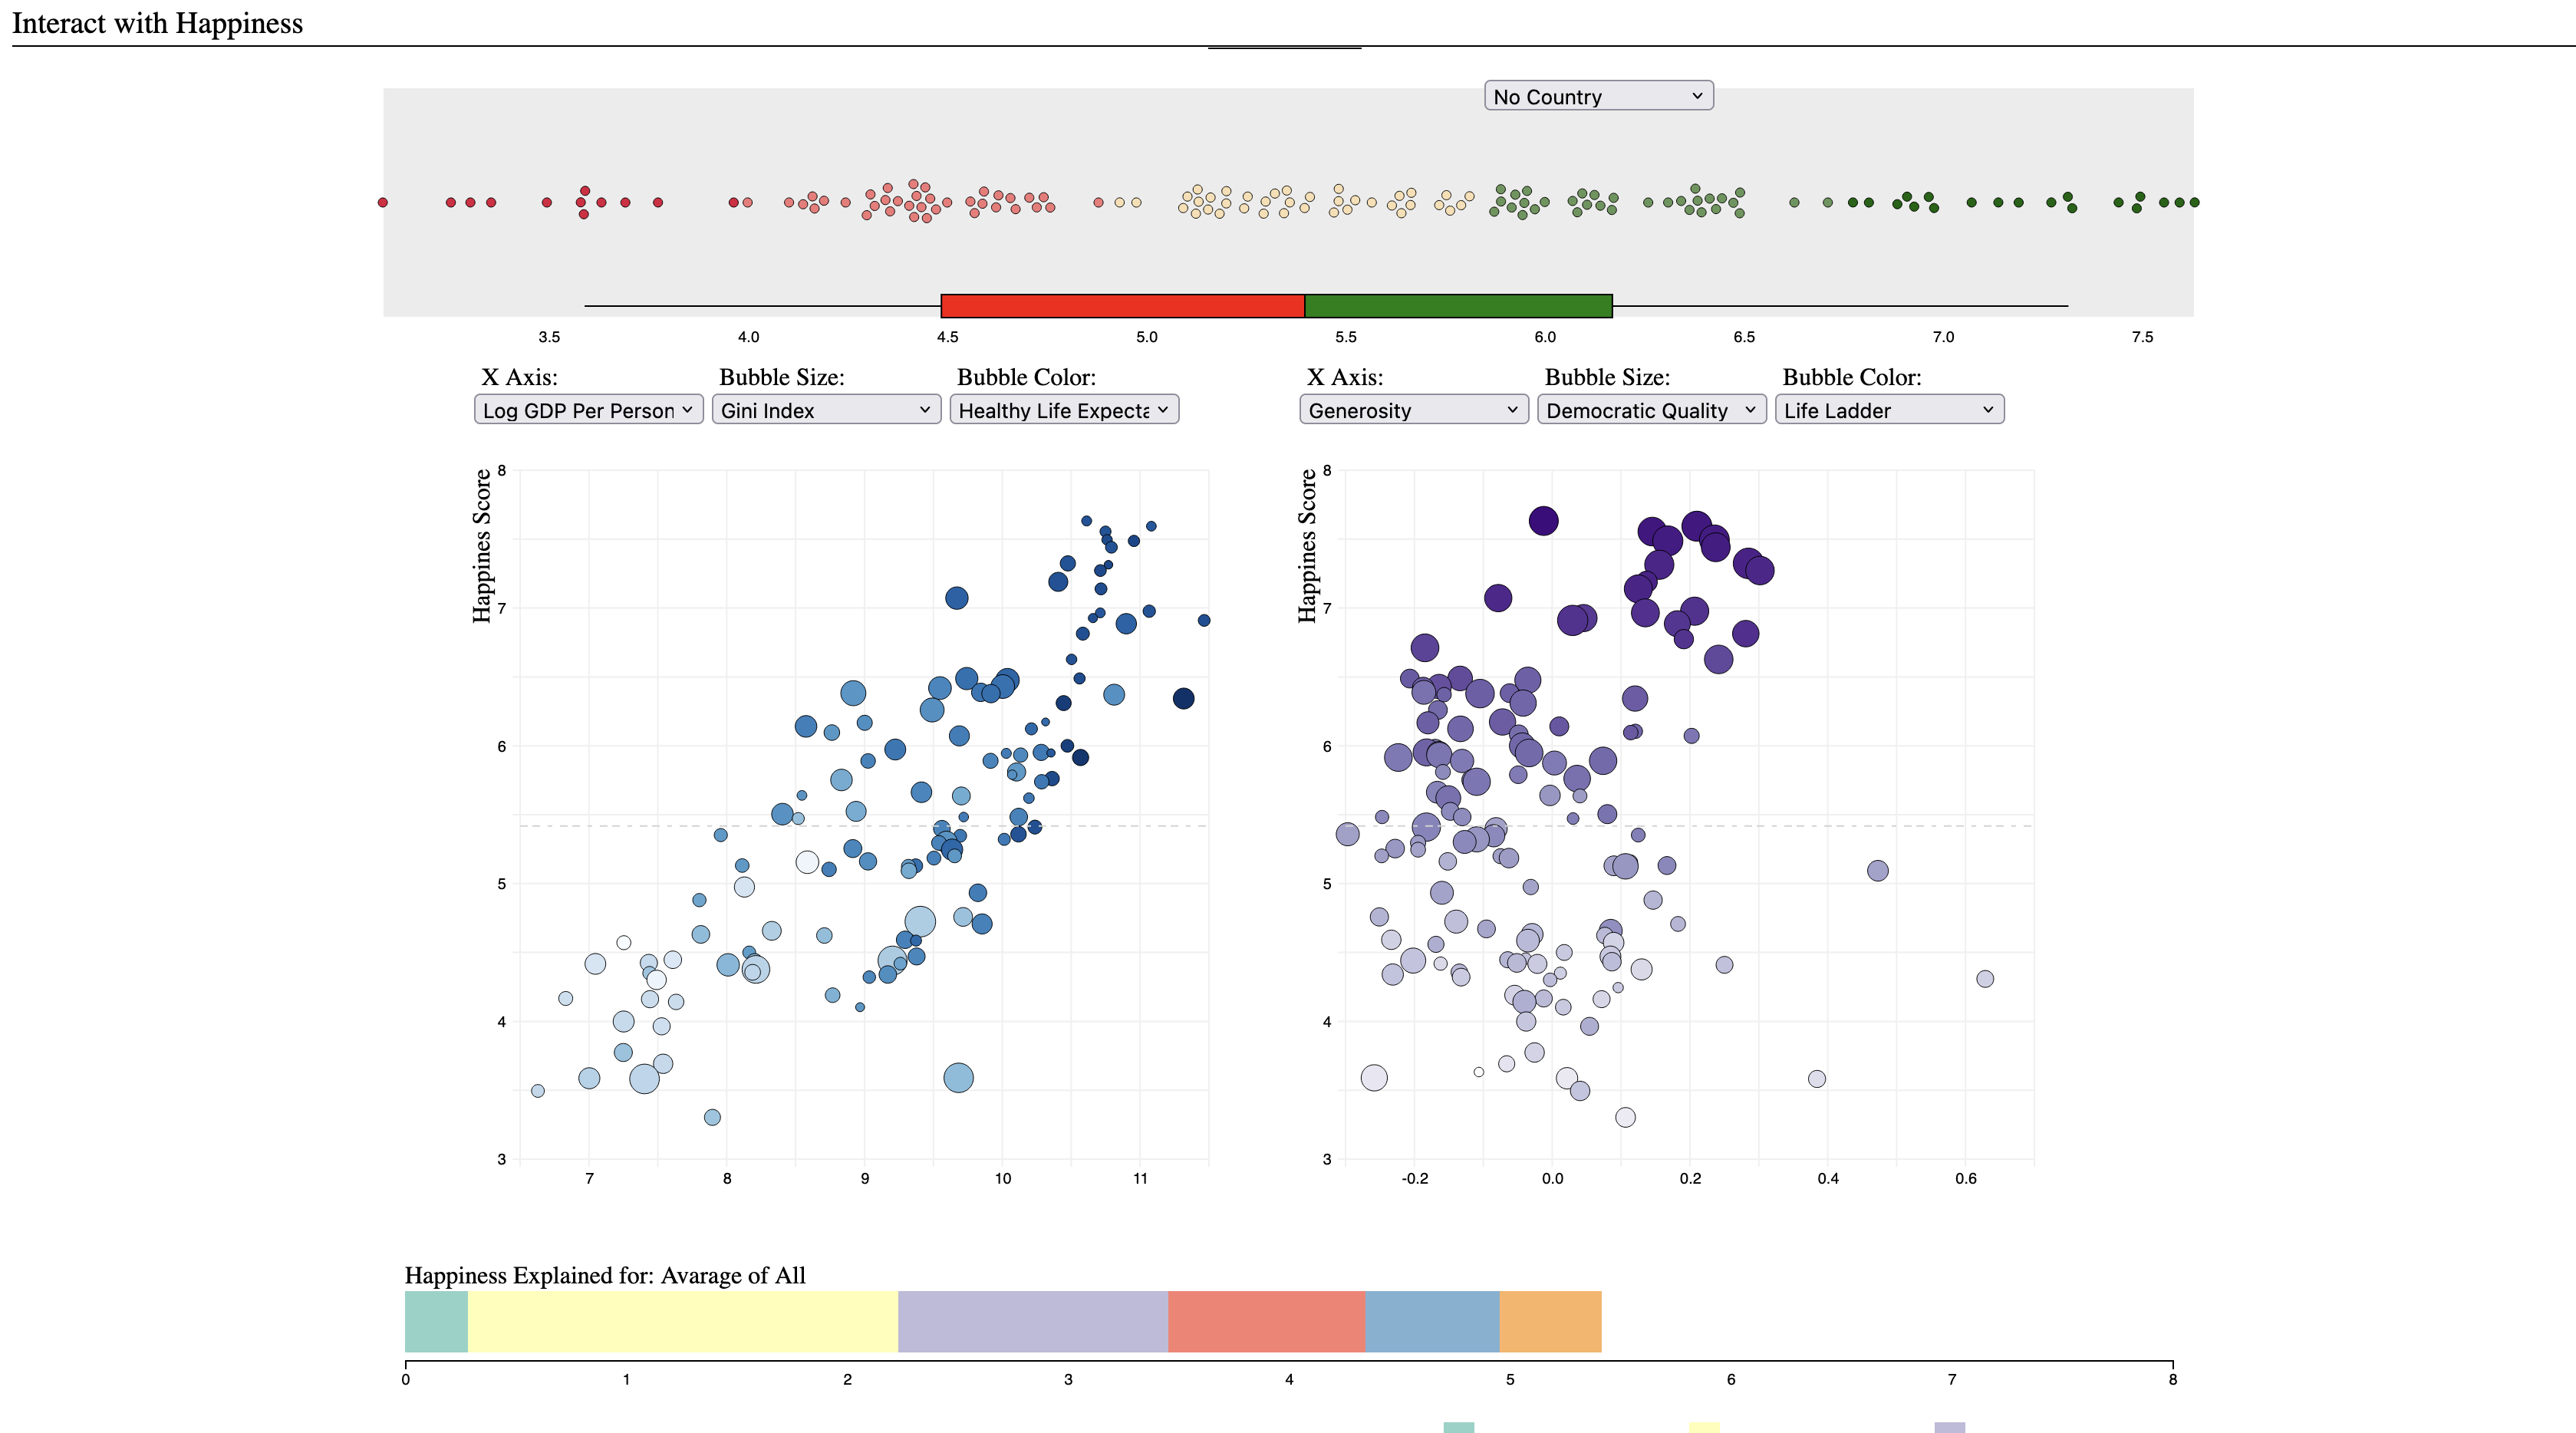 Interact with Happiness
No Country
3.5 4.0 4.5 5.0 5.5 6.0 6.5 7.0 7.5
X Axis: Bubble Size: Bubble Color:
Log GDP Per Person Gini Index Healthy Life Expecta
X Axis: Bubble Size: Bubble Color:
Generosity Democratic Quality Life Ladder
Happines Score
8
7
6
5
4
3
7 8 9 10 11
Happines Score
8
7
6
5
4
3
-0.2 0.0 0.2 0.4 0.6
Happiness Explained for: Avarage of All
0 1 2 3 4 5 6 7 8